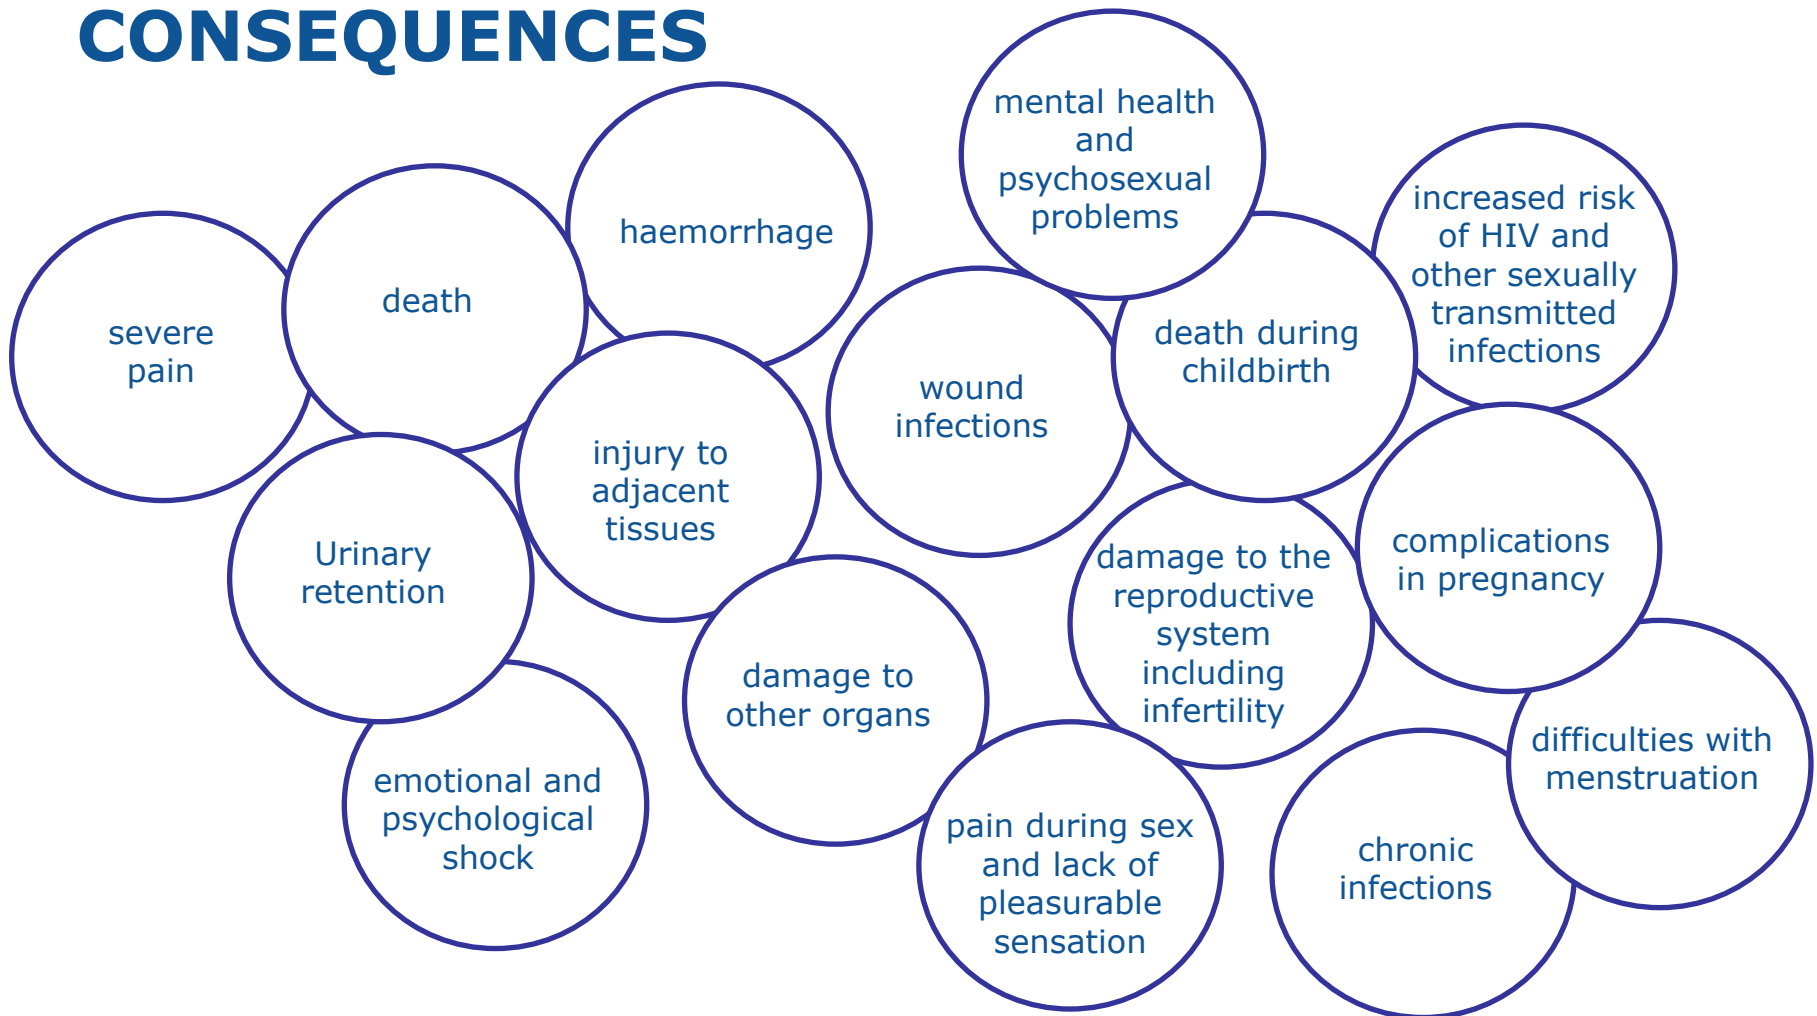 CONSEQUENCES
severe
pain
death
haemorrhage
Urinary
retention
injury to
adjacent
tissues
emotional and
psychological
shock
damage to
other organs
wound
infections
mental health
and
psychosexual
problems
death during
childbirth
increased risk
of HIV and
other sexually
transmitted
infections
damage to the
reproductive
system
including
infertility
complications
in pregnancy
pain during sex
and lack of
pleasurable
sensation
chronic
infections
difficulties with
menstruation